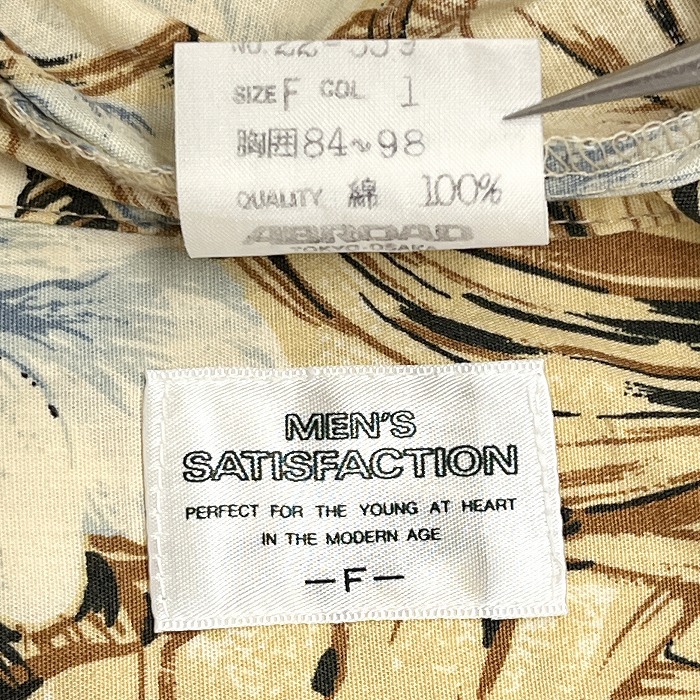 SIZE F COL 1
胸囲84~98
QUALITY 綿 100%
TOKYO-OSAKA
MEN'S
SATISFACTION
PERFECT FOR THE YOUNG AT HEART
IN THE MODERN AGE
—F—